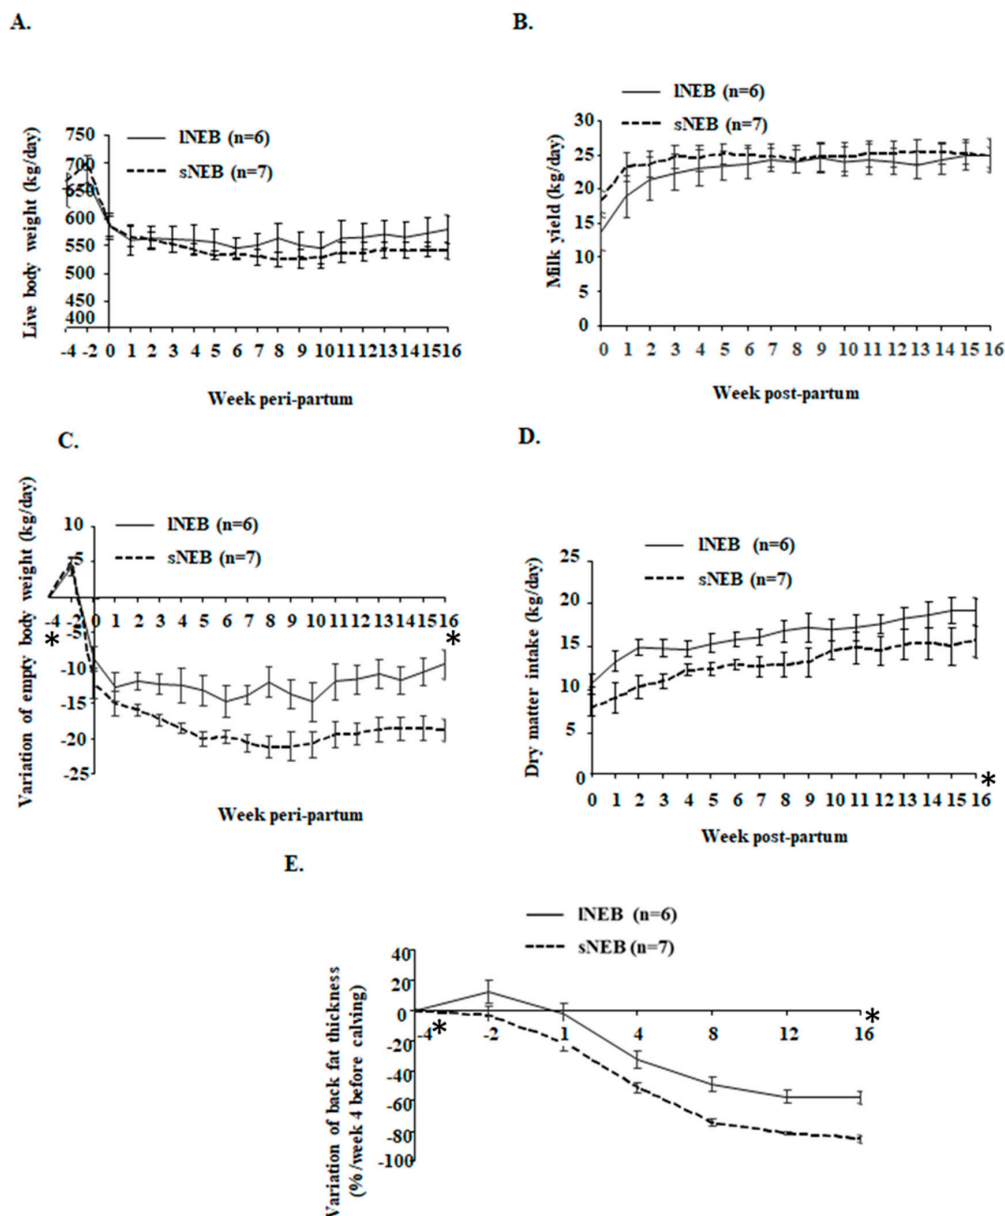 A.
B.
lNEB (n=6)
sNEB (n=7)
Live body weight (kg/day)
750
700
650
600
550
500
450
400
-4 -2 0 1 2 3 4 5 6 7 8 9 10 11 12 13 14 15 16
Week peri-partum
lNEB (n=6)
sNEB (n=7)
Milk yield (kg/day)
30
25
20
15
10
5
0
0 1 2 3 4 5 6 7 8 9 10 11 12 13 14 15 16
Week post-partum
C.
D.
lNEB (n=6)
sNEB (n=7)
Variation of empty body weight (kg/day)
10
5
-4 -2 0 1 2 3 4 5 6 7 8 9 10 11 12 13 14 15 16
*
*
-5
-10
-15
-20
-25
Week peri-partum
lNEB (n=6)
sNEB (n=7)
Dry matter intake (kg/day)
25
20
15
10
5
0
*
0 1 2 3 4 5 6 7 8 9 10 11 12 13 14 15 16
Week post-partum
E.
lNEB (n=6)
sNEB (n=7)
Variation of back fat thickness
(%/week 4 before calving)
40
20
0
-20
-40
-60
-80
-100
*
-4 * -2 1 4 8 12 16